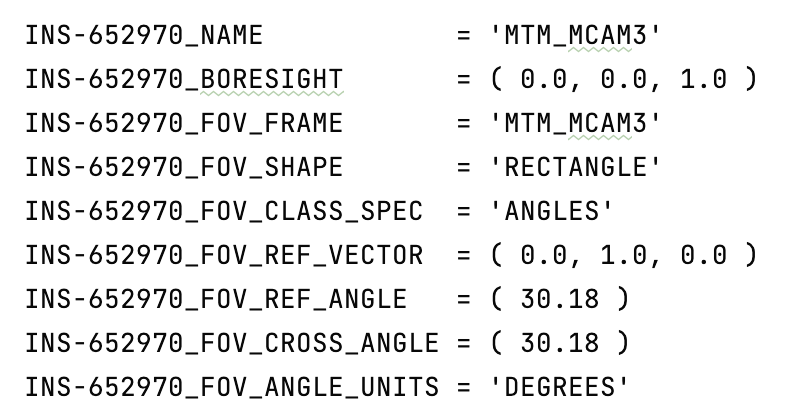 INS-652970_NAME = 'MTM_MCAM3'
INS-652970_BORESIGHT = ( 0.0, 0.0, 1.0 )
INS-652970_FOV_FRAME = 'MTM_MCAM3'
INS-652970_FOV_SHAPE = 'RECTANGLE'
INS-652970_FOV_CLASS_SPEC = 'ANGLES'
INS-652970_FOV_REF_VECTOR = ( 0.0, 1.0, 0.0 )
INS-652970_FOV_REF_ANGLE = ( 30.18 )
INS-652970_FOV_CROSS_ANGLE = ( 30.18 )
INS-652970_FOV_ANGLE_UNITS = 'DEGREES'